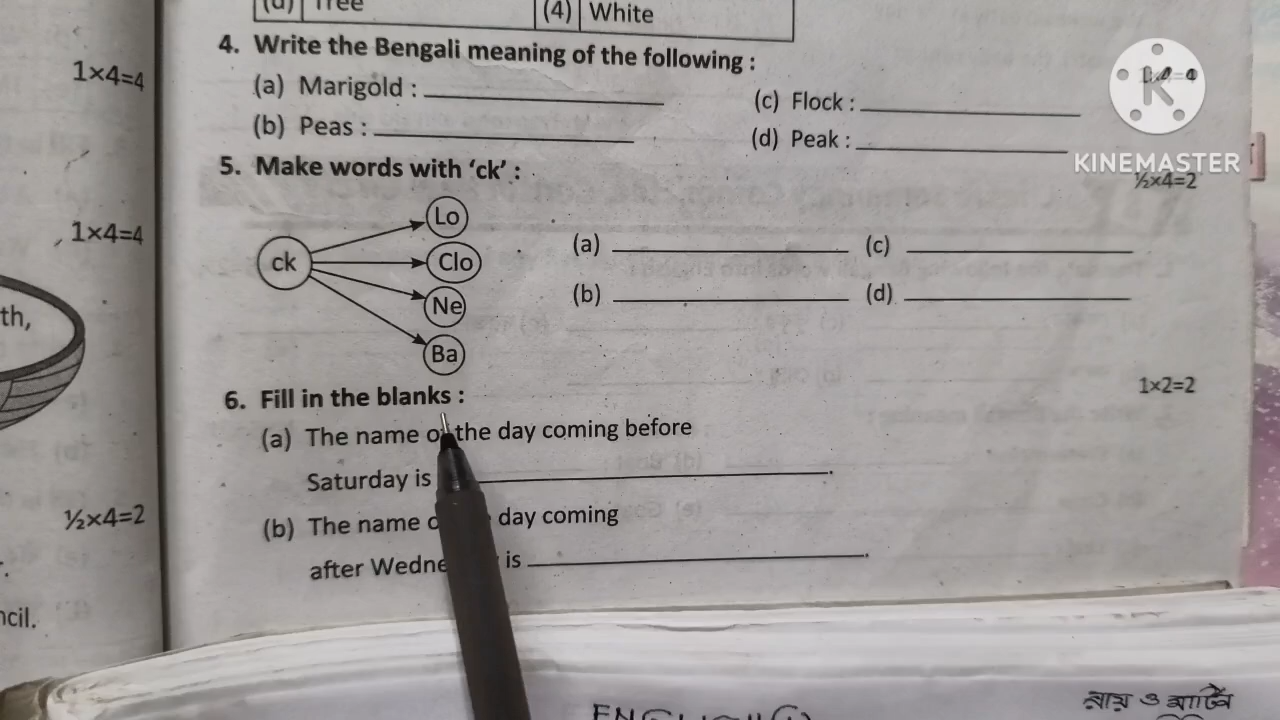 (d) Tree (4) White
4. Write the Bengali meaning of the following :
1×4=4
(a) Marigold : (c) Flock :
(b) Peas : (d) Peak :
KINEMASTER
5. Make words with ‘ck’ : ½×4=2
1×4=4
Lo
ck Clo (a) (c)
Ne (b) (d)
Ba
th,
6. Fill in the blanks : 1×2=2
(a) The name the day coming before
Saturday is .
½×4=2
(b) The name day coming
after is .
ncil.